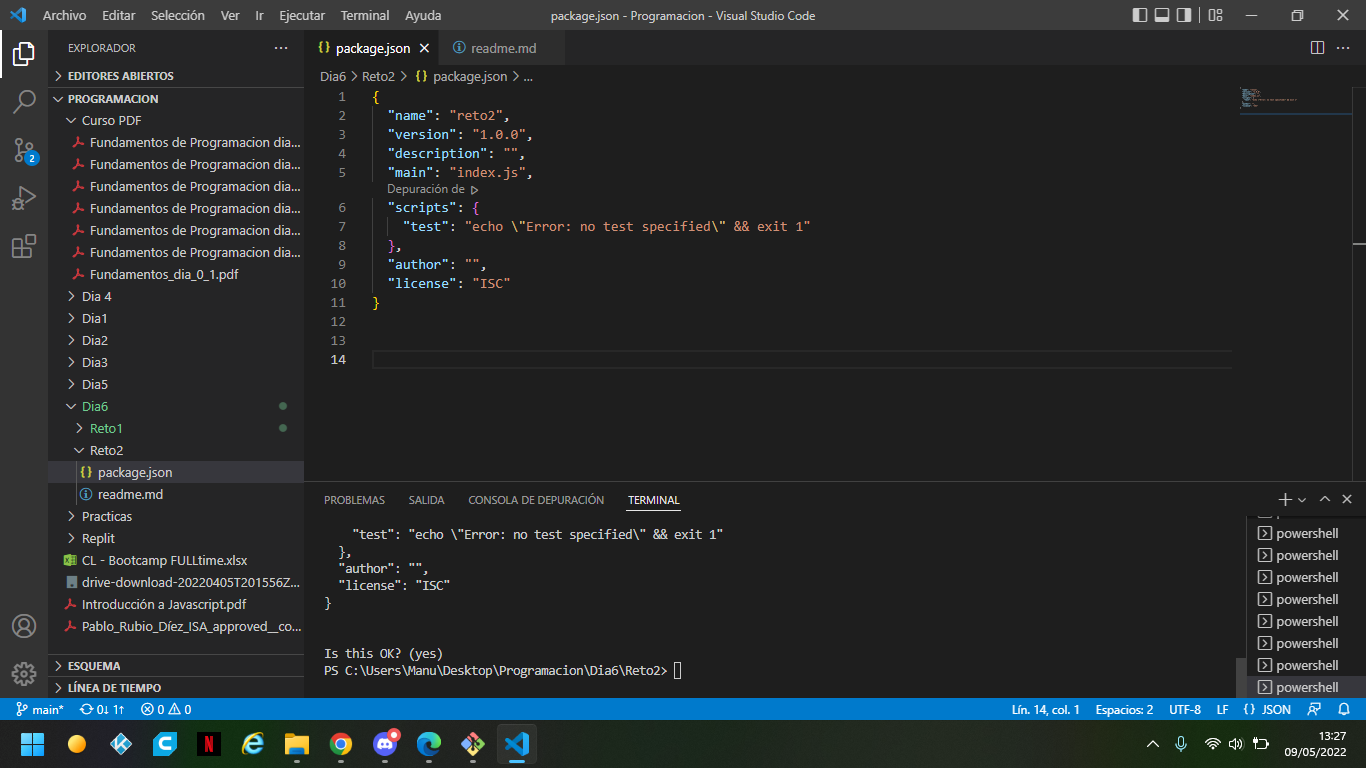 Archivo Editar Selección Ver Ir Ejecutar Terminal Ayuda package.json - Programacion - Visual Studio Code
EXPLORADOR
EDITORES ABIERTOS
PROGRAMACION
Curso PDF
Fundamentos de Programacion dia...
Fundamentos de Programacion dia...
Fundamentos de Programacion dia...
Fundamentos de Programacion dia...
Fundamentos de Programacion dia...
Fundamentos de Programacion dia...
Fundamentos_dia_0_1.pdf
Dia 4
Dia1
Dia2
Dia3
Dia5
Dia6
Reto1
Reto2
package.json
readme.md
Practicas
Replit
CL - Bootcamp FULLtime.xlsx
drive-download-20220405T201556Z...
Introducción a Javascript.pdf
Pablo_Rubio_Díez_ISA_approved__co...
ESQUEMA
LÍNEA DE TIEMPO
2
package.json readme.md
Dia6 > Reto2 > {} package.json > ...
1 {
2 "name": "reto2",
3 "version": "1.0.0",
4 "description": "",
5 "main": "index.js",
Depuración de
6 "scripts": {
7 "test": "echo \"Error: no test specified\" && exit 1"
8 },
9 "author": "",
10 "license": "ISC"
11 }
12
13
14
PROBLEMAS SALIDA CONSOLA DE DEPURACIÓN TERMINAL
"test": "echo \"Error: no test specified\" && exit 1"
},
"author": "",
"license": "ISC"
}
Is this OK? (yes)
PS C:\Users\Manu\Desktop\Programacion\Dia6\Reto2>
powershell
powershell
powershell
powershell
powershell
powershell
powershell
powershell
main* 0↓ 1↑ 0 0 Lín. 14, col. 1 Espacios: 2 UTF-8 LF {} JSON
13:27
09/05/2022